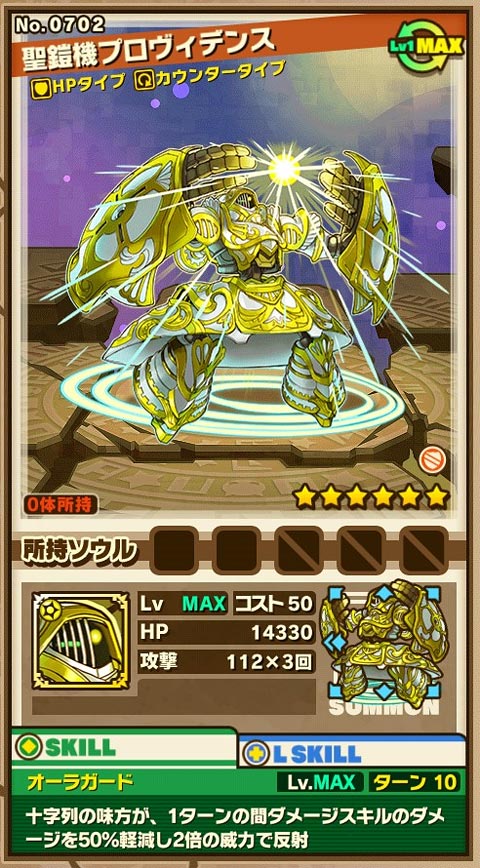 No.0702
聖鎧機プロヴィデンス
Lv1 MAX
HPタイプ カウンタータイプ
0体所持
所持ソウル
Lv MAX コスト 50
HP 14330
攻撃 112×3回
SUMMON
SKILL
L SKILL
オーラガード Lv.MAX ターン 10
十字列の味方が、1ターンの間ダメージスキルのダメ
ージを50%軽減し2倍の威力で反射